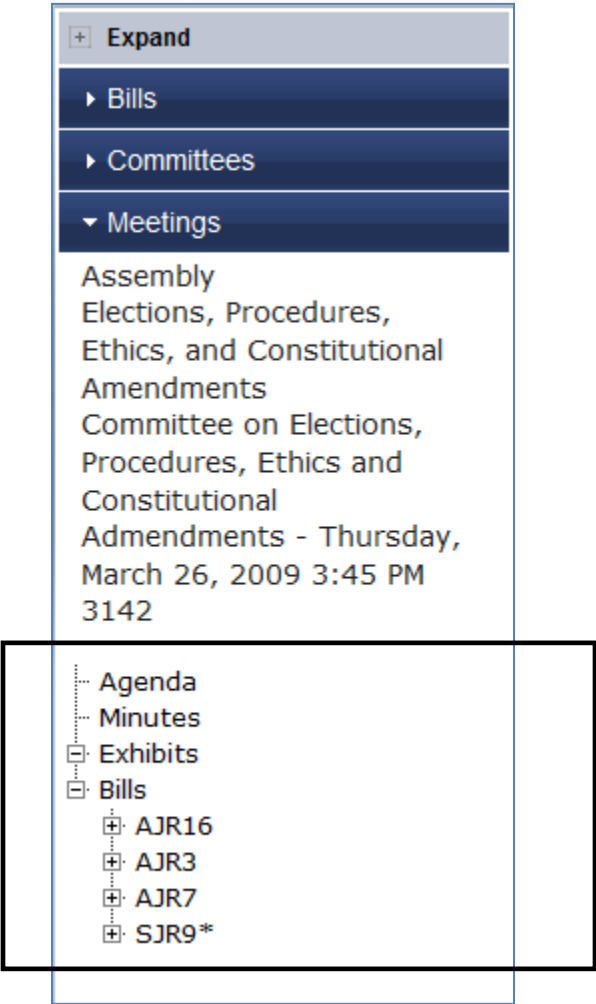 Expand
Bills
Committees
Meetings
Assembly
Elections, Procedures,
Ethics, and Constitutional
Amendments
Committee on Elections,
Procedures, Ethics and
Constitutional
Admendments - Thursday,
March 26, 2009 3:45 PM
3142
Agenda
Minutes
Exhibits
Bills
AJR16
AJR3
AJR7
SJR9*